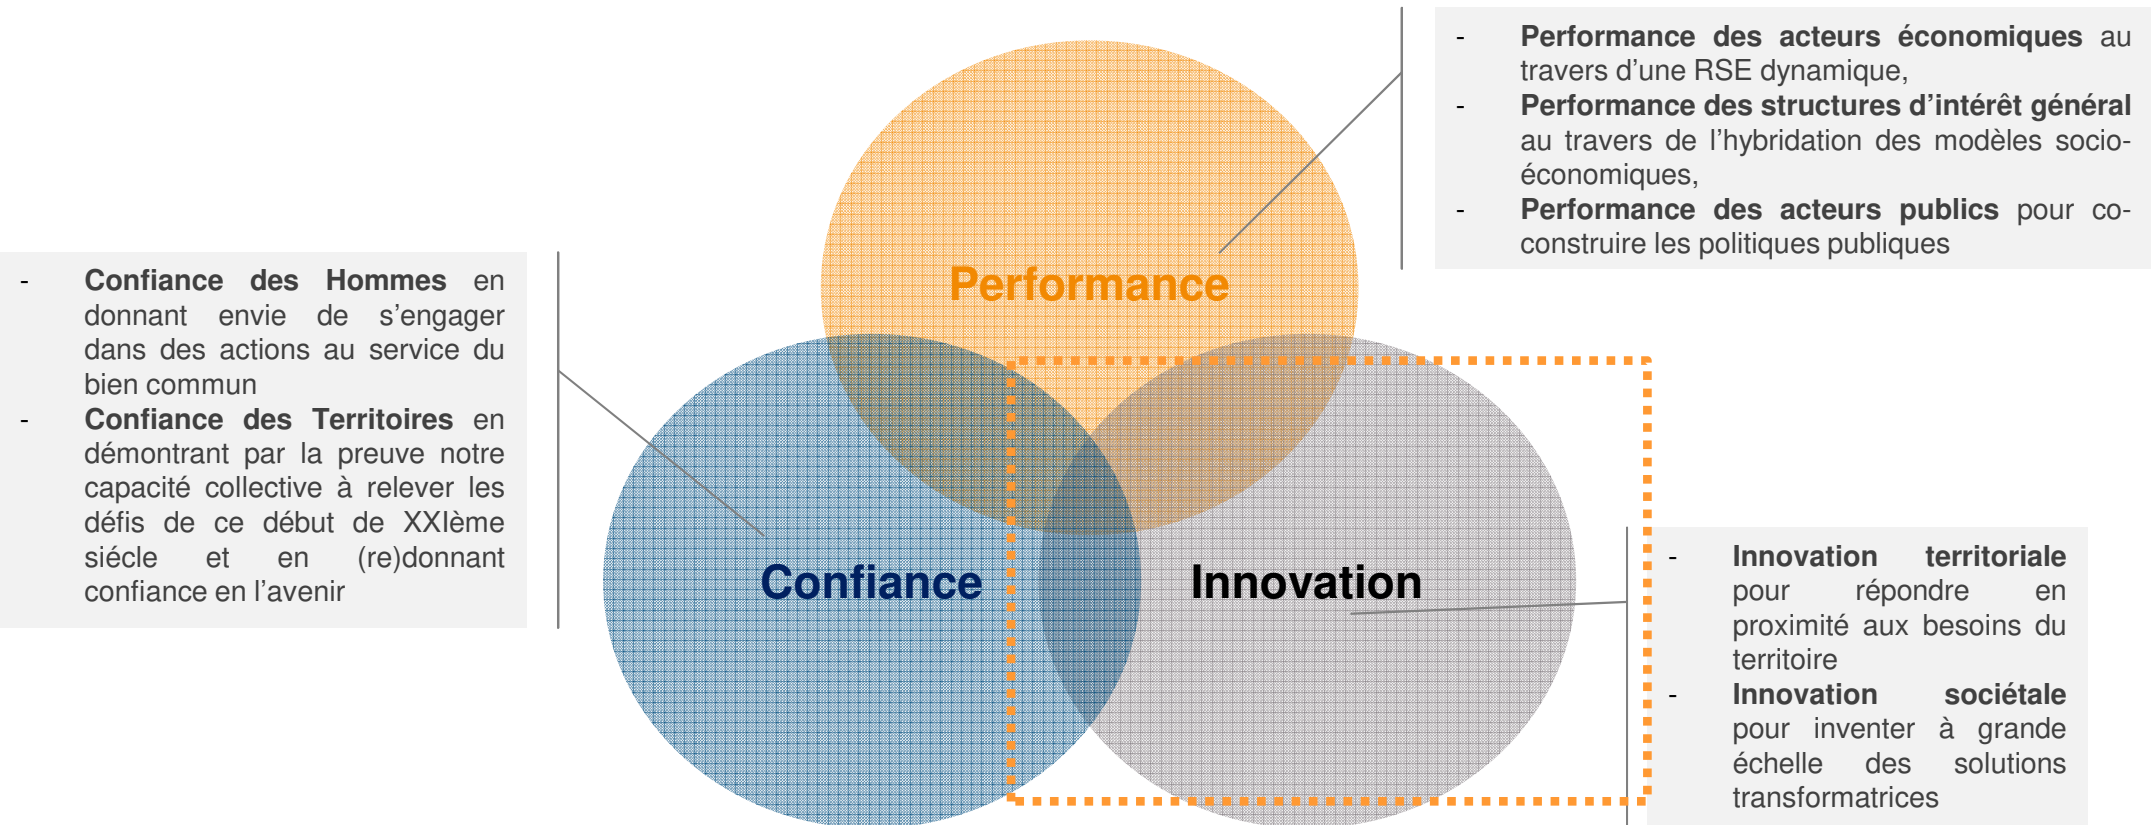 - Performance des acteurs économiques au
travers d'une RSE dynamique,
- Performance des structures d'intérêt général
au travers de l'hybridation des modèles socio-
économiques,
- Performance des acteurs publics pour co-
construire les politiques publiques
Performance
- Confiance des Hommes en
donnant envie de s'engager
dans des actions au service du
bien commun
- Confiance des Territoires en
démontrant par la preuve notre
capacité collective à relever les
défis de ce début de XXIème
siécle et en (re)donnant
confiance en l'avenir
Confiance
Innovation
- Innovation territoriale
pour répondre en
proximité aux besoins du
territoire
- Innovation sociétale
pour inventer à grande
échelle des solutions
transformatrices